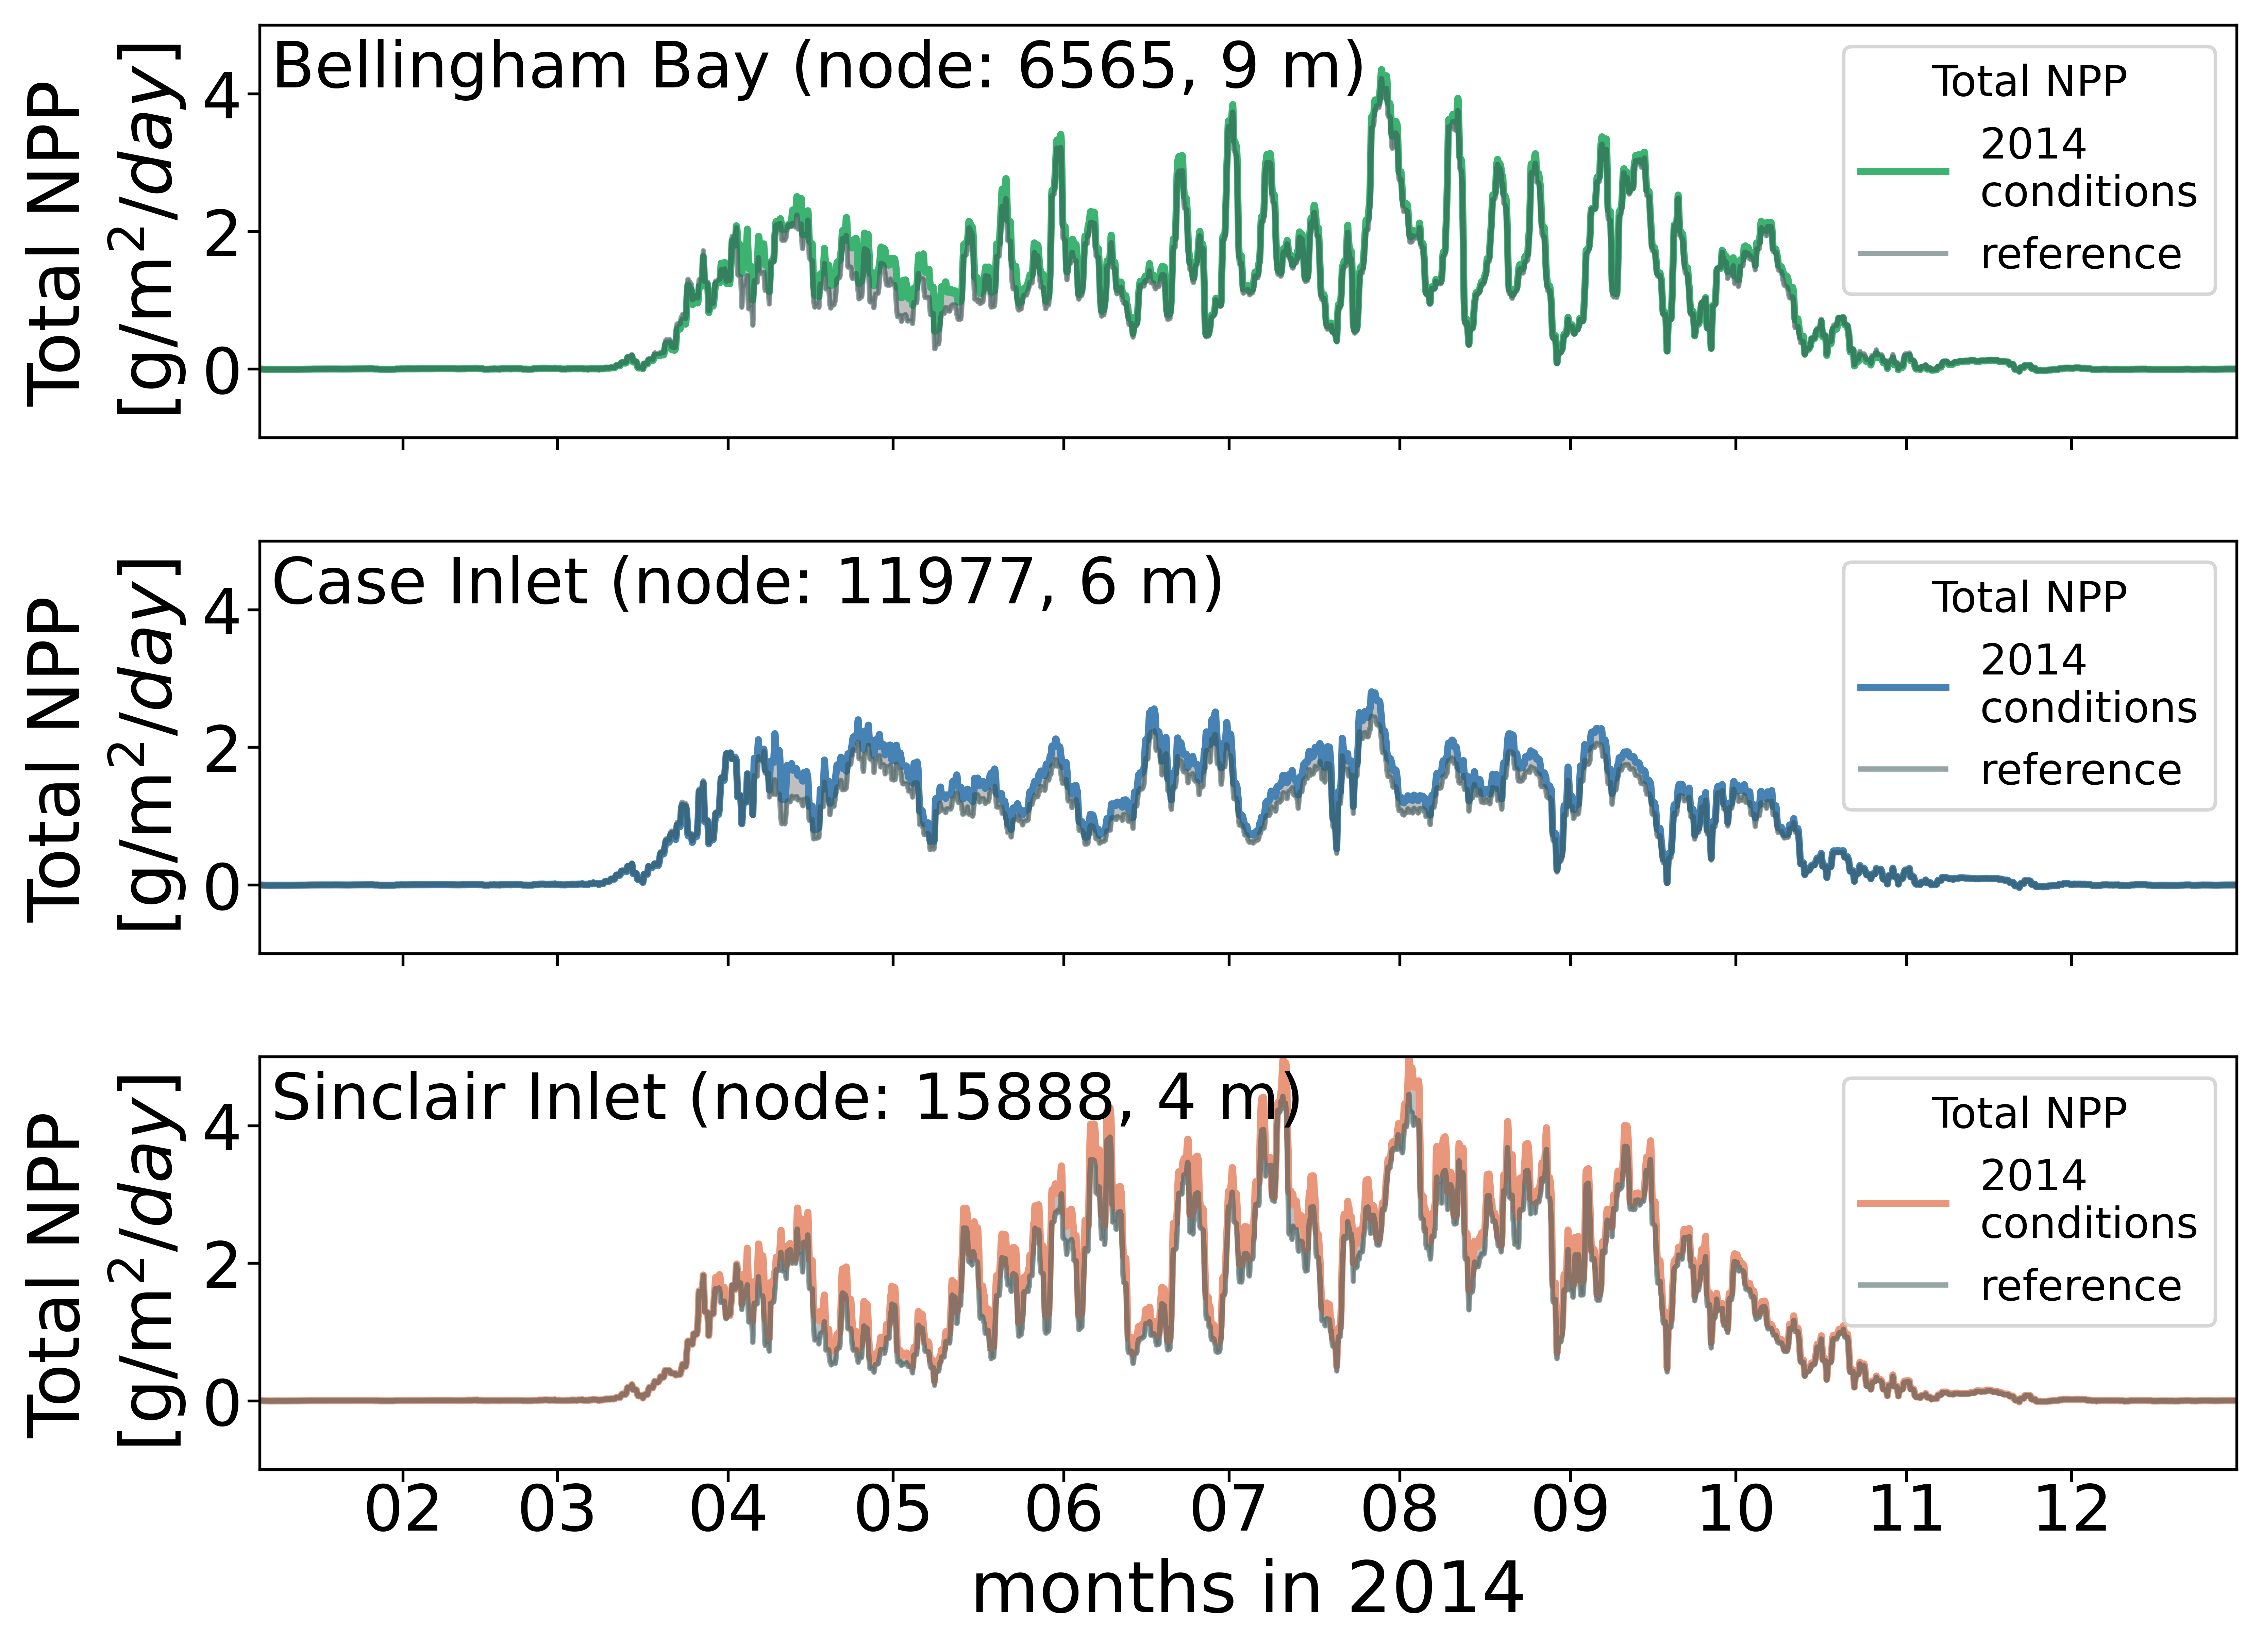 Bellingham Bay (node: 6565, 9 m)
Total NPP
[g/m²/day]
4
2
0
Total NPP
2014
conditions
reference
Case Inlet (node: 11977, 6 m)
Total NPP
[g/m²/day]
4
2
0
Total NPP
2014
conditions
reference
Sinclair Inlet (node: 15888, 4 m)
Total NPP
[g/m²/day]
4
2
0
Total NPP
2014
conditions
reference
02 03 04 05 06 07 08 09 10 11 12
months in 2014